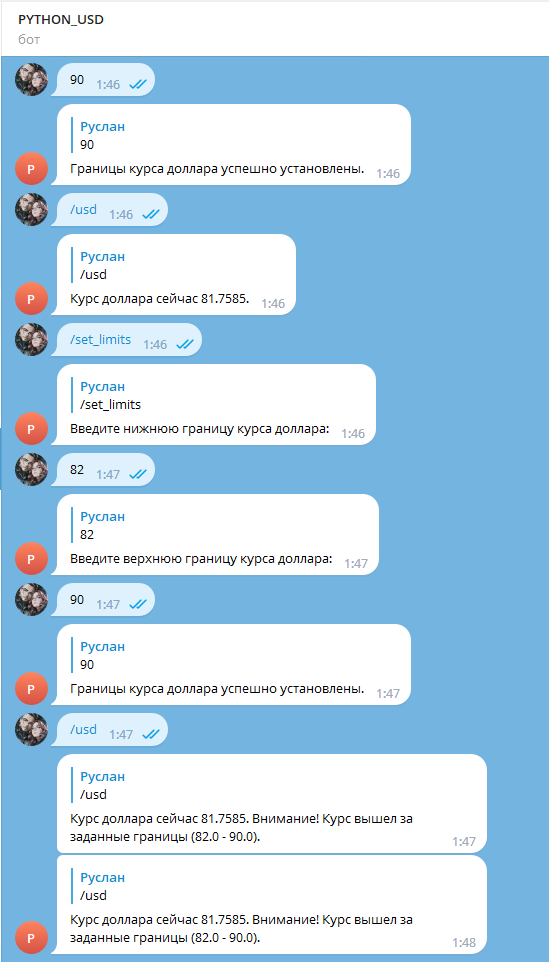 PYTHON_USD
бот
90 1:46
Руслан
90
Границы курса доллара успешно установлены. 1:46
P
/usd 1:46
Руслан
/usd
Курс доллара сейчас 81.7585. 1:46
P
/set_limits 1:46
Руслан
/set_limits
Введите нижнюю границу курса доллара: 1:46
P
82 1:47
Руслан
82
Введите верхнюю границу курса доллара: 1:47
P
90 1:47
Руслан
90
Границы курса доллара успешно установлены. 1:47
P
/usd 1:47
Руслан
/usd
Курс доллара сейчас 81.7585. Внимание! Курс вышел за
заданные границы (82.0 - 90.0). 1:47
Руслан
/usd
Курс доллара сейчас 81.7585. Внимание! Курс вышел за
заданные границы (82.0 - 90.0). 1:48
P